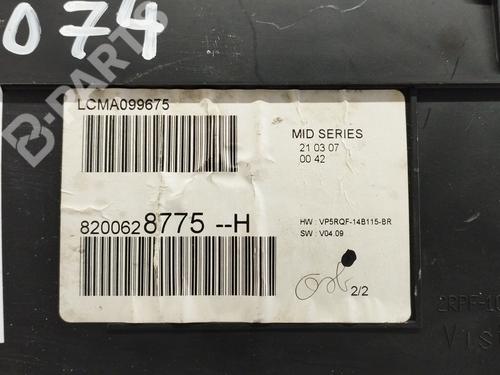 074
B-PARTS
LCMA099675
MID SERIES
21 03 07
00 42
8200628775 --H
HW : VP5RQF-14B115-BR
SW : V04.09
2/2